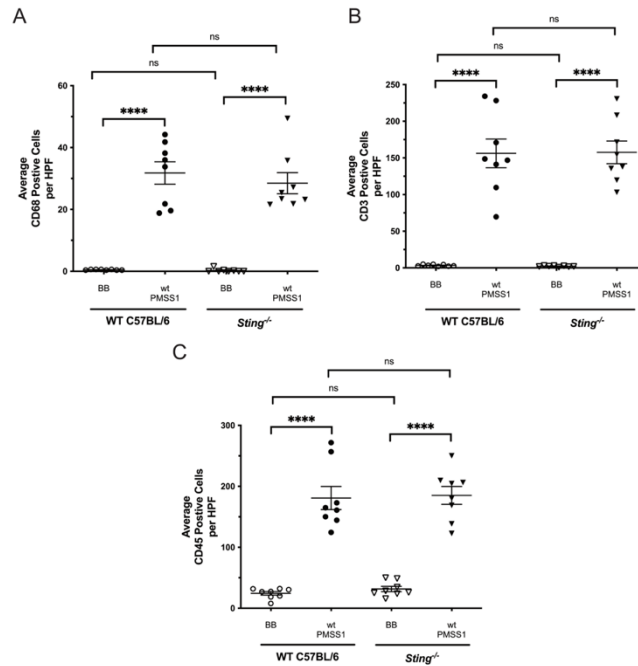 A
ns
ns
****
****
Average
CD68 Postive Cells
per HPF
60
40
20
0
BB
wt
PMSS1
BB
wt
PMSS1
WT C57BL/6
Sting-/-
B
ns
ns
****
****
Average
CD3 Postive Cells
per HPF
250
200
150
100
50
0
BB
wt
PMSS1
BB
wt
PMSS1
WT C57BL/6
Sting-/-
C
ns
ns
****
****
Average
CD45 Postive Cells
per HPF
300
200
100
0
BB
wt
PMSS1
BB
wt
PMSS1
WT C57BL/6
Sting-/-